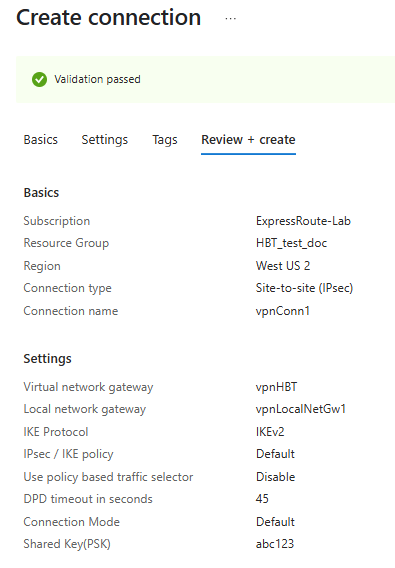 Create connection ...
Validation passed
Basics Settings Tags Review + create
Basics
Subscription ExpressRoute-Lab
Resource Group HBT_test_doc
Region West US 2
Connection type Site-to-site (IPsec)
Connection name vpnConn1
Settings
Virtual network gateway vpnHBT
Local network gateway vpnLocalNetGw1
IKE Protocol IKEv2
IPsec / IKE policy Default
Use policy based traffic selector Disable
DPD timeout in seconds 45
Connection Mode Default
Shared Key(PSK) abc123